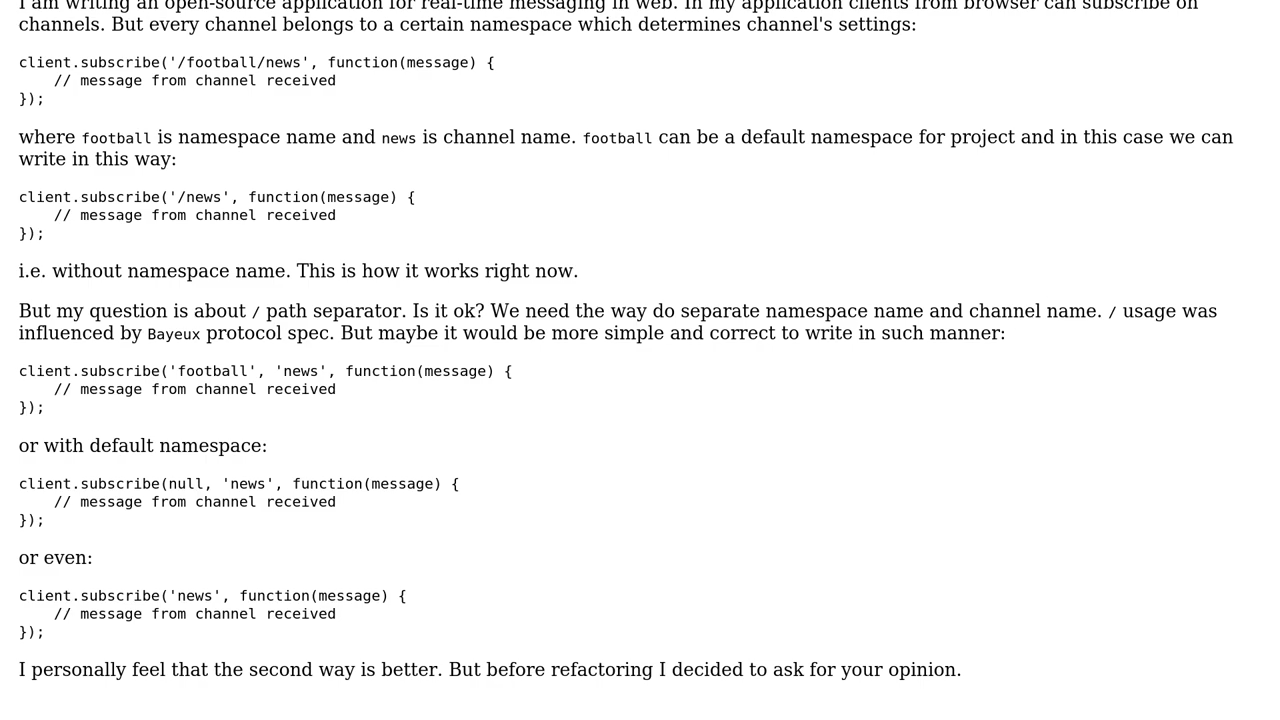 I am writing an open-source application for real-time messaging in web. In my application clients from browser can subscribe on
channels. But every channel belongs to a certain namespace which determines channel's settings:
client.subscribe('/football/news', function(message) {
    // message from channel received
});
where football is namespace name and news is channel name. football can be a default namespace for project and in this case we can
write in this way:
client.subscribe('/news', function(message) {
    // message from channel received
});
i.e. without namespace name. This is how it works right now.
But my question is about / path separator. Is it ok? We need the way do separate namespace name and channel name. / usage was
influenced by Bayeux protocol spec. But maybe it would be more simple and correct to write in such manner:
client.subscribe('football', 'news', function(message) {
    // message from channel received
});
or with default namespace:
client.subscribe(null, 'news', function(message) {
    // message from channel received
});
or even:
client.subscribe('news', function(message) {
    // message from channel received
});
I personally feel that the second way is better. But before refactoring I decided to ask for your opinion.